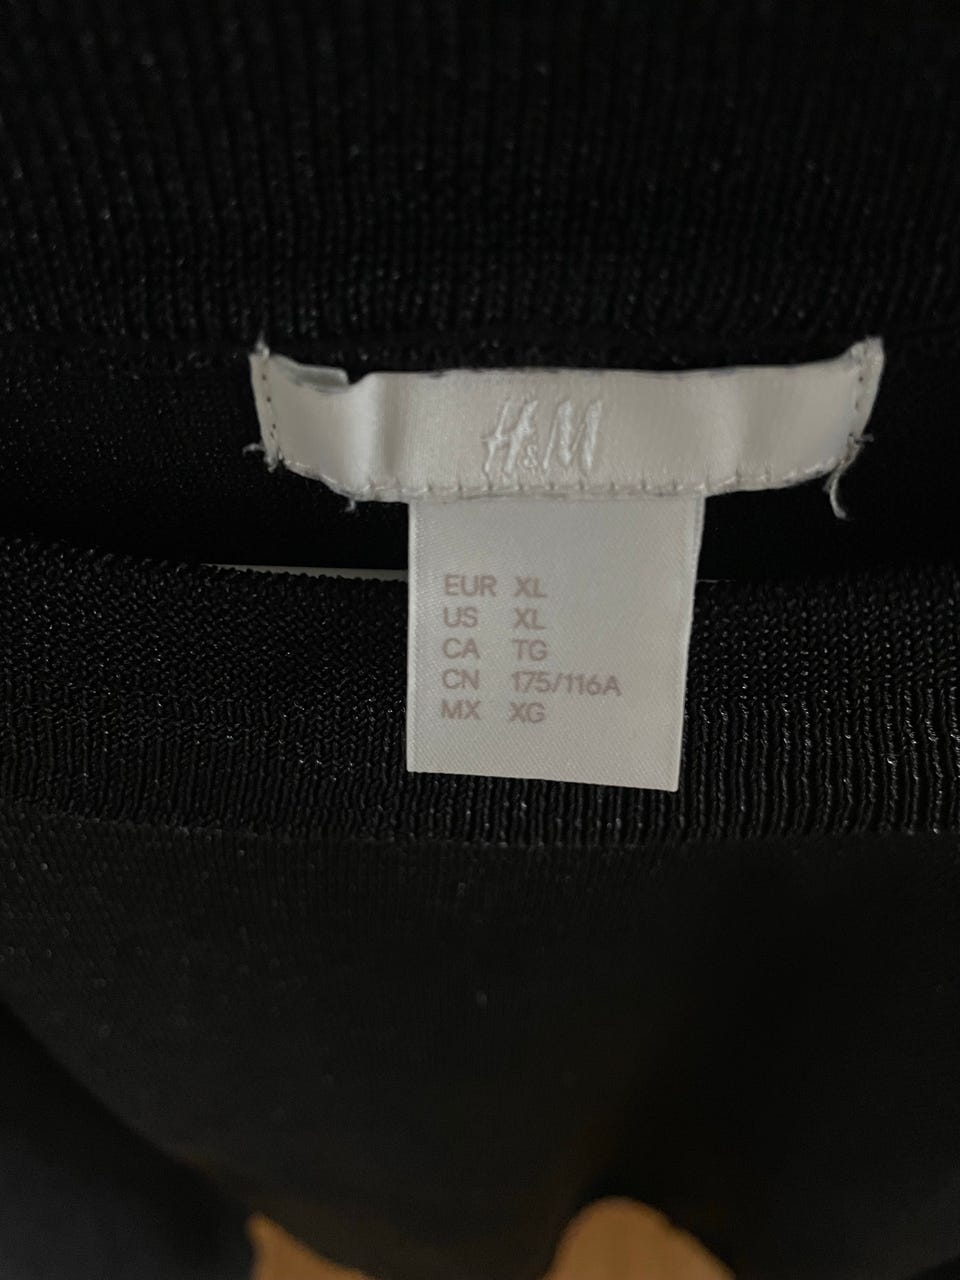 H&M
EUR XL
US XL
CA TG
CN 175/116A
MX XG